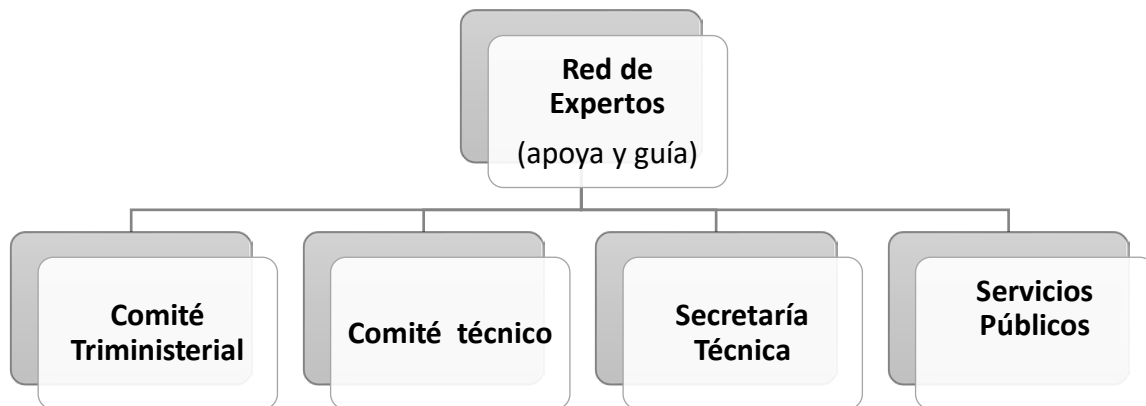 Red de
Expertos
(apoya y guía)
Comité
Triministerial
Comité técnico
Secretaría
Técnica
Servicios
Públicos